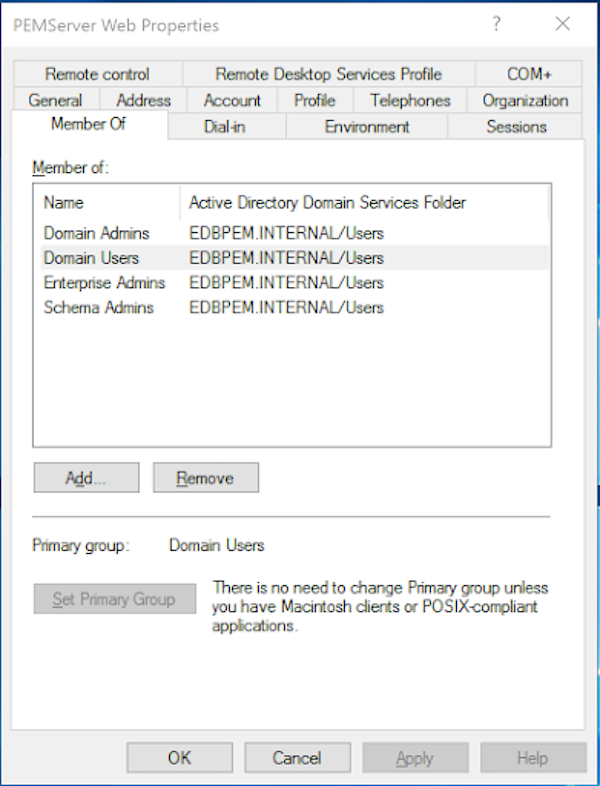 PEMServer Web Properties ? ×
Remote control Remote Desktop Services Profile COM+
General Address Account Profile Telephones Organization
Member Of Dial-in Environment Sessions
Member of:
Name Active Directory Domain Services Folder
Domain Admins EDBPEM.INTERNAL/Users
Domain Users EDBPEM.INTERNAL/Users
Enterprise Admins EDBPEM.INTERNAL/Users
Schema Admins EDBPEM.INTERNAL/Users
Add... Remove
Primary group: Domain Users
Set Primary Group
There is no need to change Primary group unless
you have Macintosh clients or POSIX-compliant
applications.
OK Cancel Apply Help